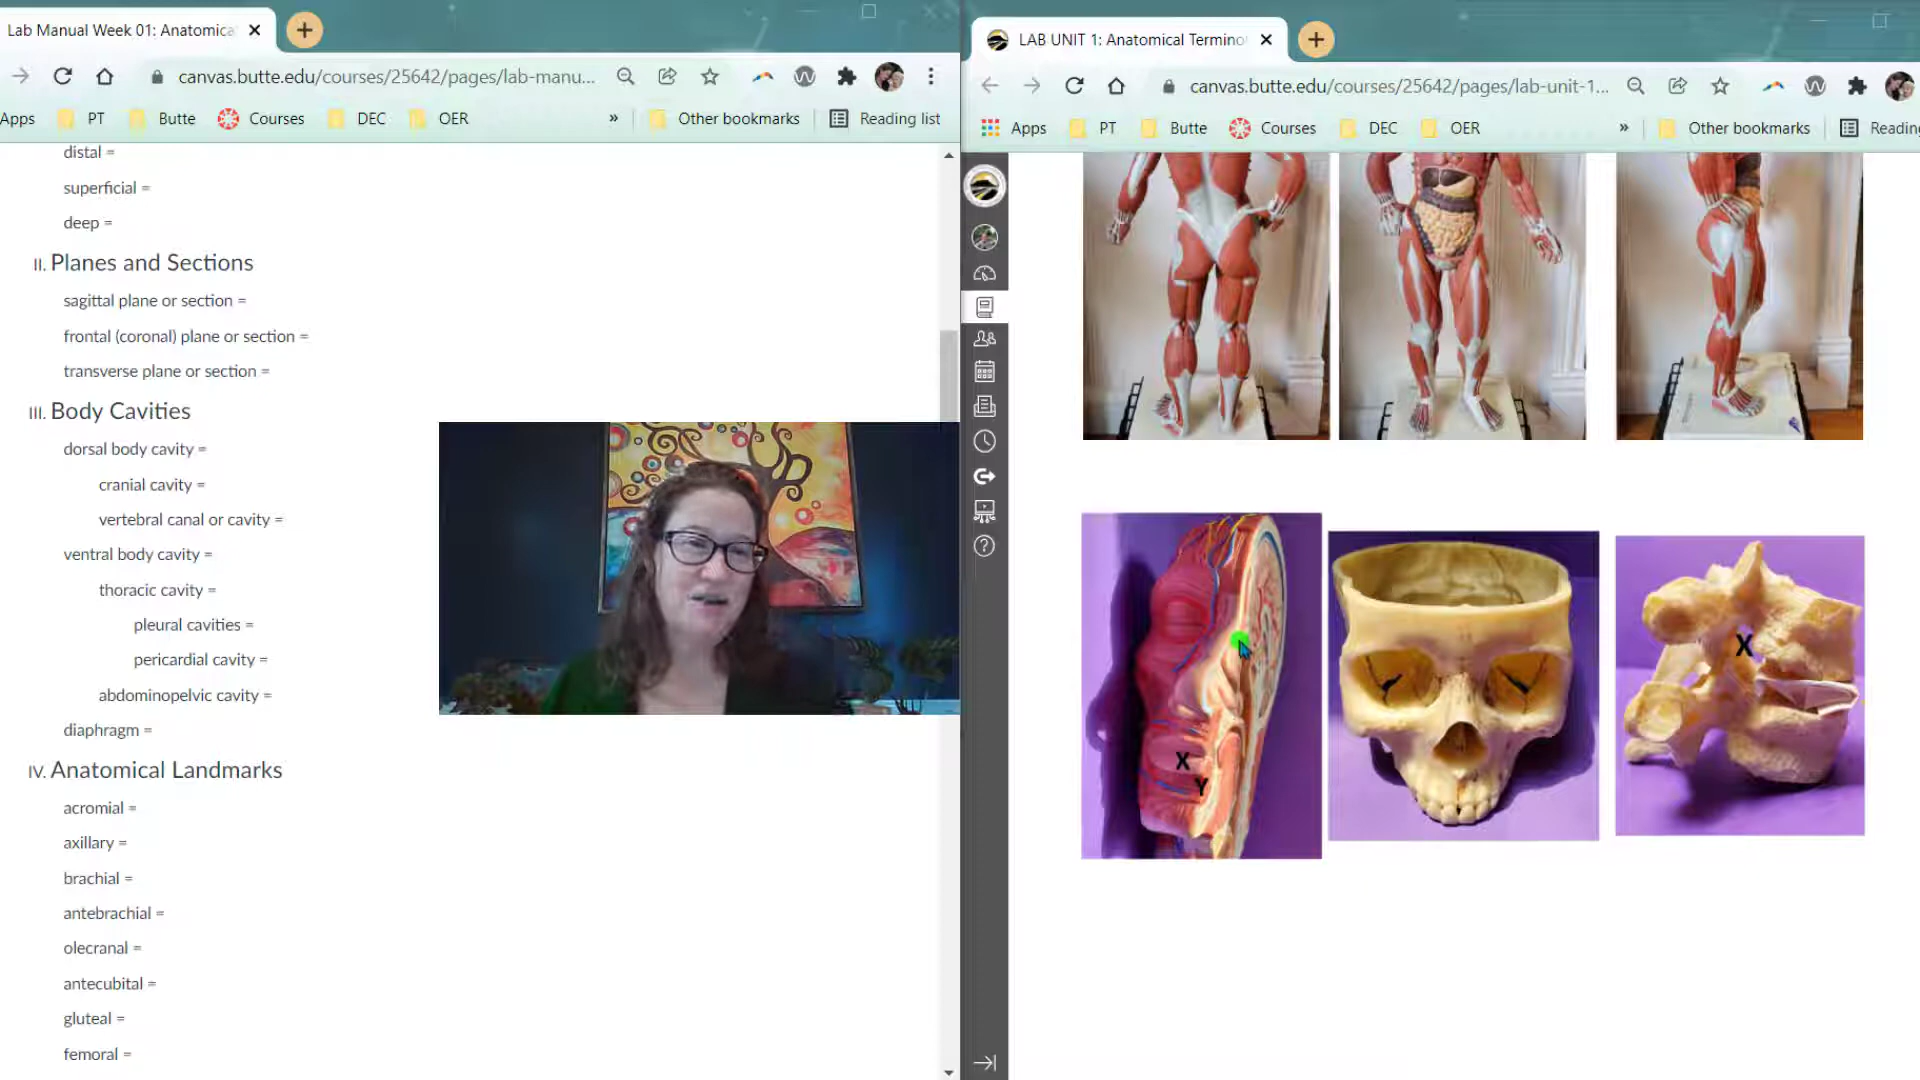 Lab Manual Week 01: Anatomica
canvas.butte.edu/courses/25642/pages/lab-manu...
Apps PT Butte Courses DEC OER » Other bookmarks Reading list
distal =
superficial =
deep =
II. Planes and Sections
sagittal plane or section =
frontal (coronal) plane or section =
transverse plane or section =
III. Body Cavities
dorsal body cavity =
cranial cavity =
vertebral canal or cavity =
ventral body cavity =
thoracic cavity =
pleural cavities =
pericardial cavity =
abdominopelvic cavity =
diaphragm =
IV. Anatomical Landmarks
acromial =
axillary =
brachial =
antebrachial =
olecranal =
antecubital =
gluteal =
femoral =
LAB UNIT 1: Anatomical Termino
canvas.butte.edu/courses/25642/pages/lab-unit-1...
Apps PT Butte Courses DEC OER » Other bookmarks Reading
X
Y
X